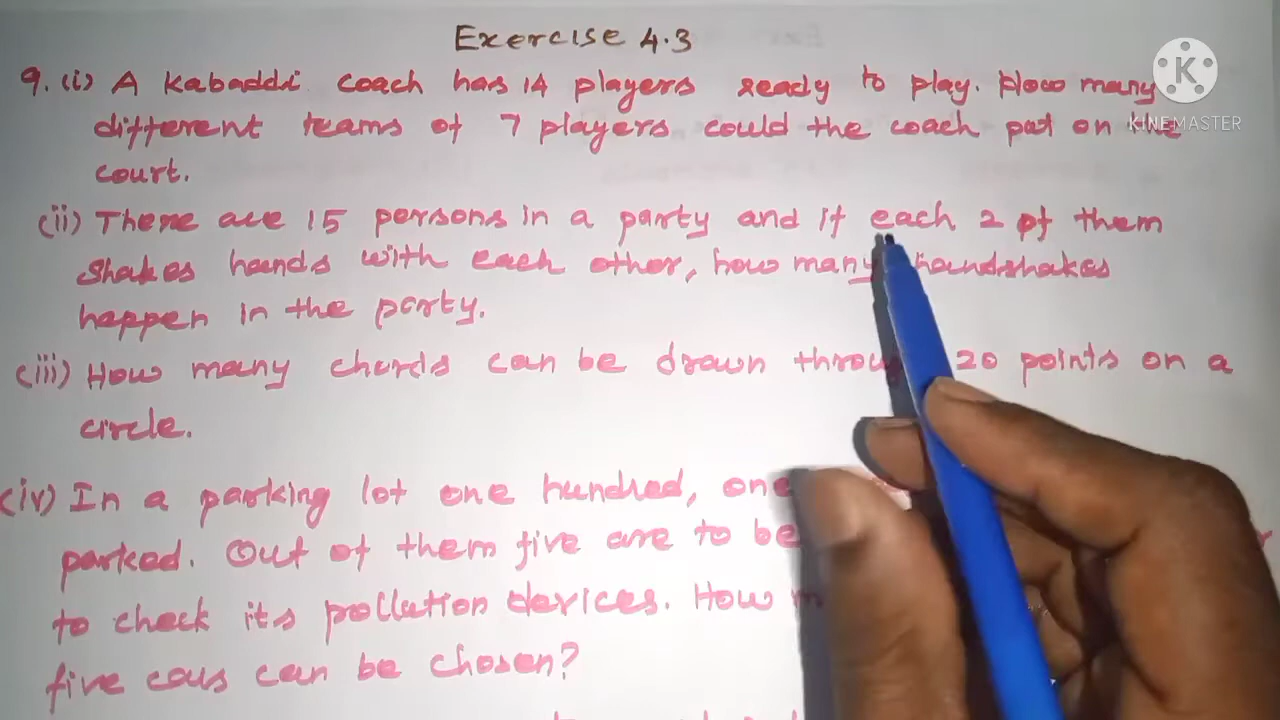 Exercise 4.3
9. (i) A kabaddi coach has 14 players ready to play. How many
different teams of 7 players could the coach put on the
court.
(ii) There are 15 persons in a party and if each 2 of them
shakes hands with each other, how many handshakes
happen in the party.
(iii) How many chords can be drawn 20 points on a
circle.
(iv) In a parking lot one hundred, one
parked. Out of them five are to be
to check its pollution devices. How
five cars can be chosen?
K
KINEMASTER